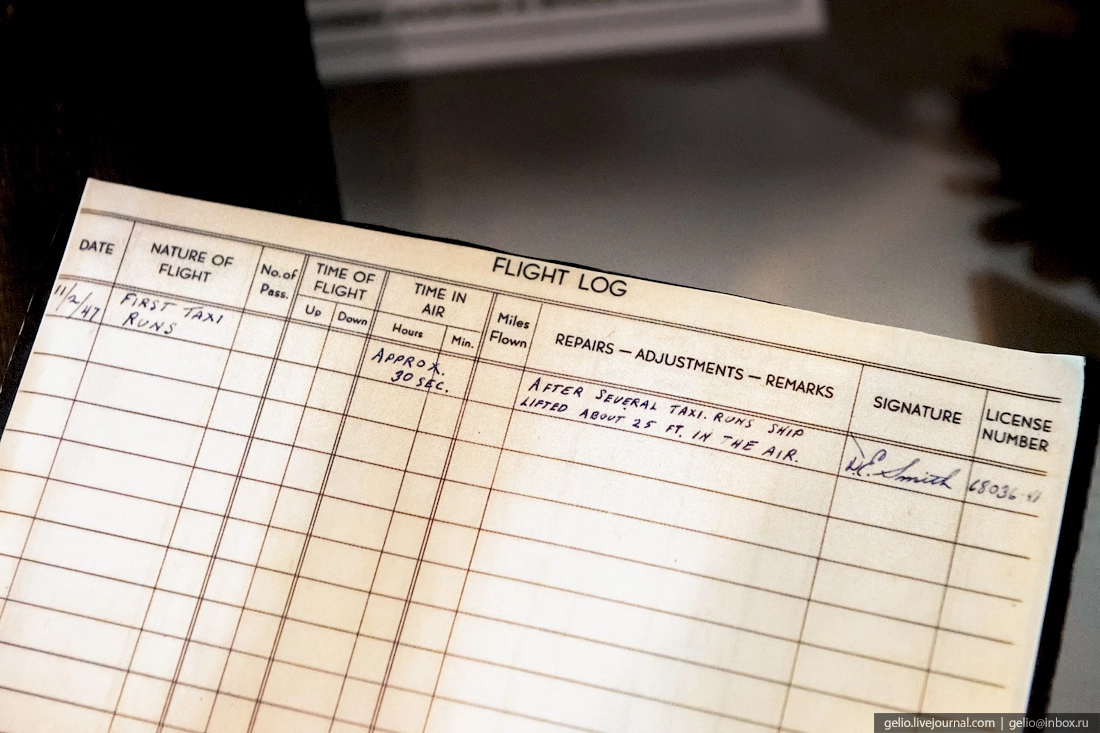 FLIGHT LOG
DATE
NATURE OF
FLIGHT
No. of
Pass.
TIME OF
FLIGHT
Up
Down
TIME IN
AIR
Hours
Min.
Miles
Flown
REPAIRS — ADJUSTMENTS — REMARKS
SIGNATURE
LICENSE
NUMBER
11/2/47
FIRST TAXI
RUNS
APPROX.
30 SEC.
AFTER SEVERAL TAXI. RUNS SHIP
LIFTED ABOUT 25 FT. IN THE AIR.
D.E. Smith
gelio.livejournal.com | gelio@inbox.ru